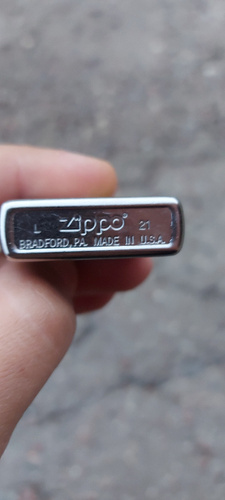 L Zippo® 21
BRADFORD, PA. MADE IN U.S.A.